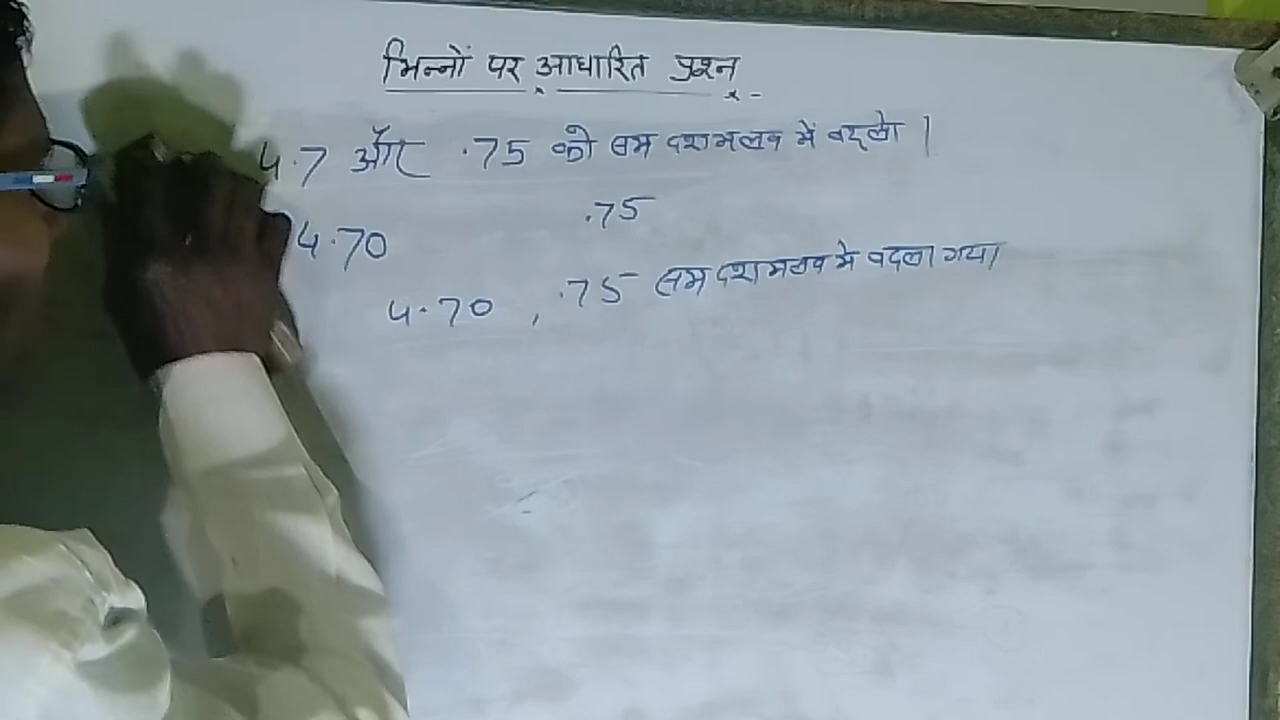 भिन्नों पर आधारित प्रश्न
4.7 और .75 को सम दशमलव में बदलो |
4.70 .75
4.70 , .75 सम दशमलव मे बदला गया